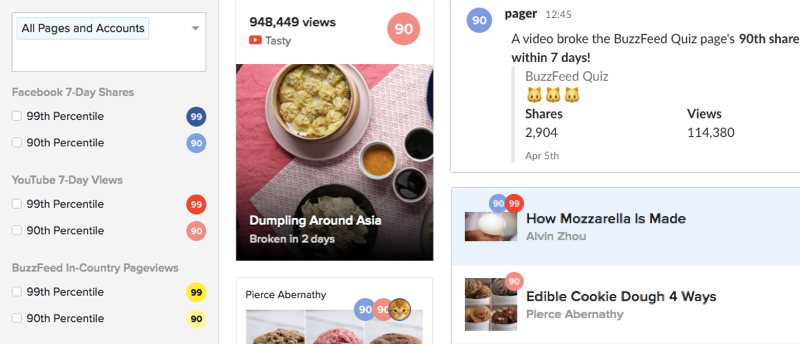 All Pages and Accounts
Facebook 7-Day Shares
99th Percentile
99
90th Percentile
90
YouTube 7-Day Views
99th Percentile
99
90th Percentile
90
BuzzFeed In-Country Pageviews
99th Percentile
99
90th Percentile
90
948,449 views
Tasty
90
Dumpling Around Asia
Broken in 2 days
Pierce Abernathy
90 90
90
pager 12:45
A video broke the BuzzFeed Quiz page's 90th share
within 7 days!
BuzzFeed Quiz
Shares Views
2,904 114,380
Apr 5th
90 99
How Mozzarella Is Made
Alvin Zhou
90
Edible Cookie Dough 4 Ways
Pierce Abernathy